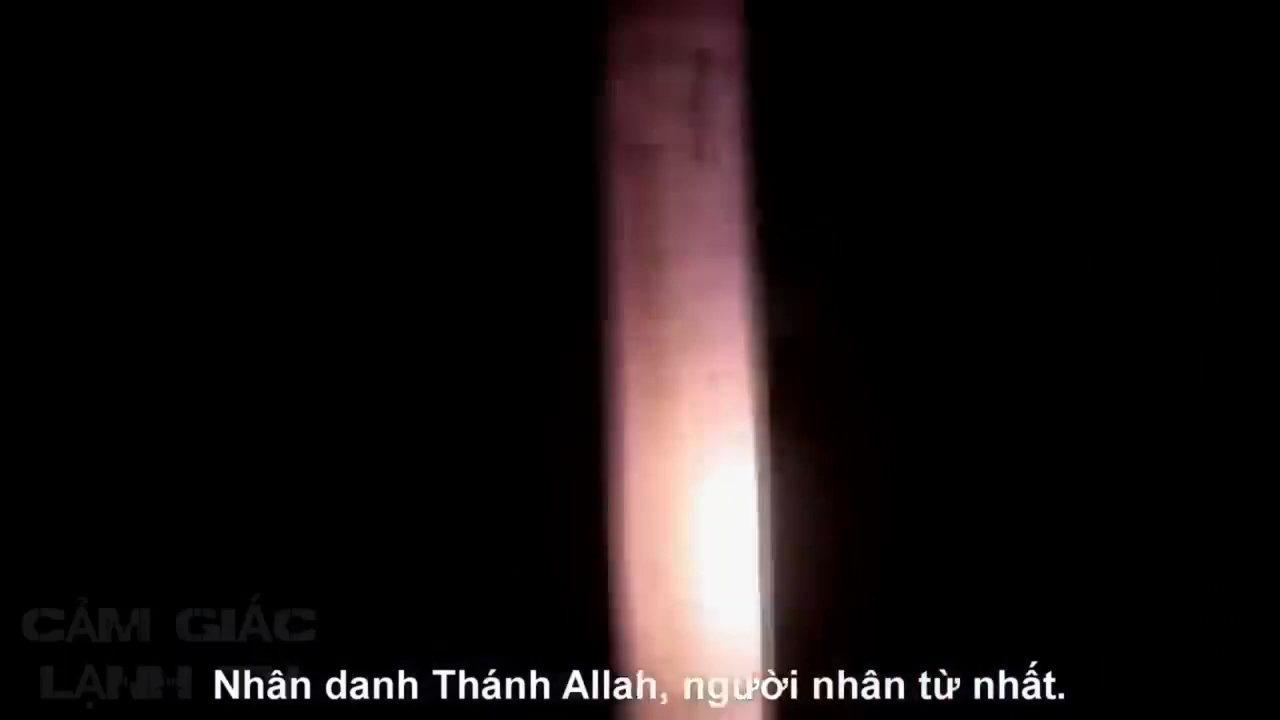 CẢM GIÁC
LẠNH
Nhân danh Thánh Allah, người nhân từ nhất.